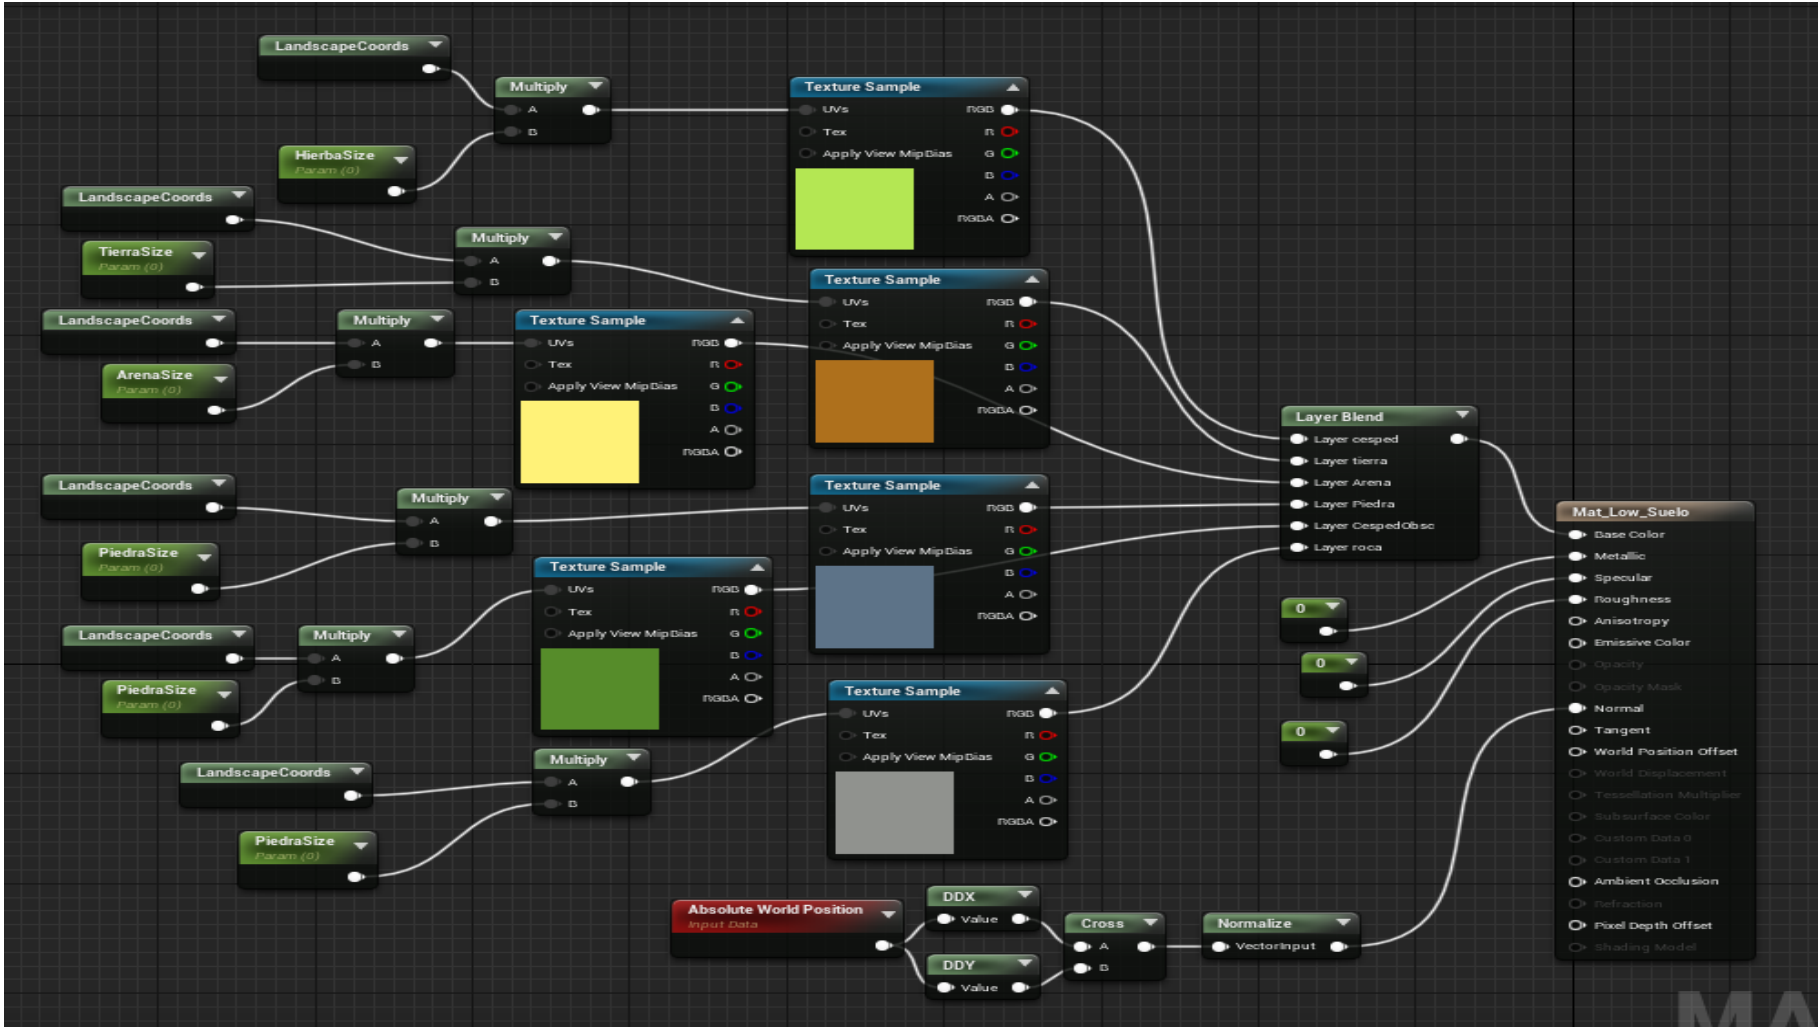 LandscapeCoords
Multiply
A
B
HierbaSize
Param (0)
Texture Sample
UVs RGB
Tex R
Apply View MipBias G
B
A
RGBA
LandscapeCoords
TierraSize
Param (0)
Multiply
A
B
Texture Sample
UVs RGB
Tex R
Apply View MipBias G
B
A
RGBA
LandscapeCoords
ArenaSize
Param (0)
Multiply
A
B
Texture Sample
UVs RGB
Tex R
Apply View MipBias G
B
A
RGBA
LandscapeCoords
PiedraSize
Param (0)
Multiply
A
B
Texture Sample
UVs RGB
Tex R
Apply View MipBias G
B
A
RGBA
LandscapeCoords
PiedraSize
Param (0)
Multiply
A
B
Texture Sample
UVs RGB
Tex R
Apply View MipBias G
B
A
RGBA
LandscapeCoords
PiedraSize
Param (0)
Multiply
A
B
Texture Sample
UVs RGB
Tex R
Apply View MipBias G
B
A
RGBA
Layer Blend
Layer cesped
Layer tierra
Layer Arena
Layer Piedra
Layer CespedObsc
Layer roca
0
0
0
Absolute World Position
Input Data
DDX
Value
DDY
Value
Cross
A
B
Normalize
VectorInput
Mat_Low_Suelo
Base Color
Metallic
Specular
Roughness
Anisotropy
Emissive Color
Opacity
Opacity Mask
Normal
Tangent
World Position Offset
World Displacement
Tessellation Multiplier
Subsurface Color
Custom Data 0
Custom Data 1
Ambient Occlusion
Refraction
Pixel Depth Offset
Shading Model
MA